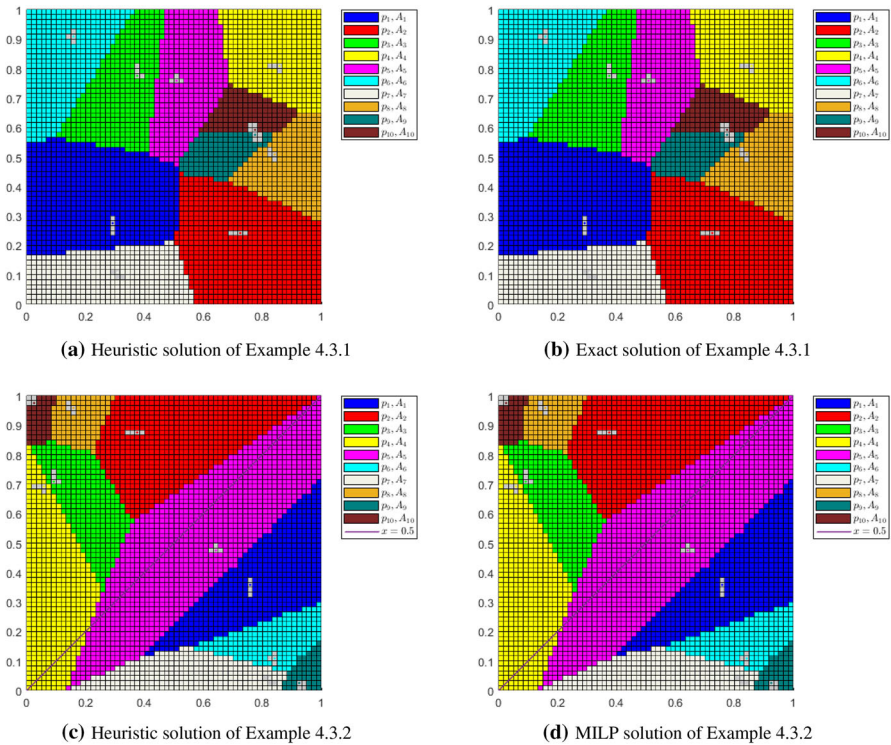 1
0.9
0.8
0.7
0.6
0.5
0.4
0.3
0.2
0.1
0
0 0.2 0.4 0.6 0.8 1
p₁, A₁
p₂, A₂
p₃, A₃
p₄, A₄
p₅, A₅
p₆, A₆
p₇, A₇
p₈, A₈
p₉, A₉
p₁₀, A₁₀
(a) Heuristic solution of Example 4.3.1
1
0.9
0.8
0.7
0.6
0.5
0.4
0.3
0.2
0.1
0
0 0.2 0.4 0.6 0.8 1
p₁, A₁
p₂, A₂
p₃, A₃
p₄, A₄
p₅, A₅
p₆, A₆
p₇, A₇
p₈, A₈
p₉, A₉
p₁₀, A₁₀
(b) Exact solution of Example 4.3.1
1
0.9
0.8
0.7
0.6
0.5
0.4
0.3
0.2
0.1
0
0 0.2 0.4 0.6 0.8 1
p₁, A₁
p₂, A₂
p₃, A₃
p₄, A₄
p₅, A₅
p₆, A₆
p₇, A₇
p₈, A₈
p₉, A₉
p₁₀, A₁₀
x = 0.5
(c) Heuristic solution of Example 4.3.2
1
0.9
0.8
0.7
0.6
0.5
0.4
0.3
0.2
0.1
0
0 0.2 0.4 0.6 0.8 1
p₁, A₁
p₂, A₂
p₃, A₃
p₄, A₄
p₅, A₅
p₆, A₆
p₇, A₇
p₈, A₈
p₉, A₉
p₁₀, A₁₀
x = 0.5
(d) MILP solution of Example 4.3.2